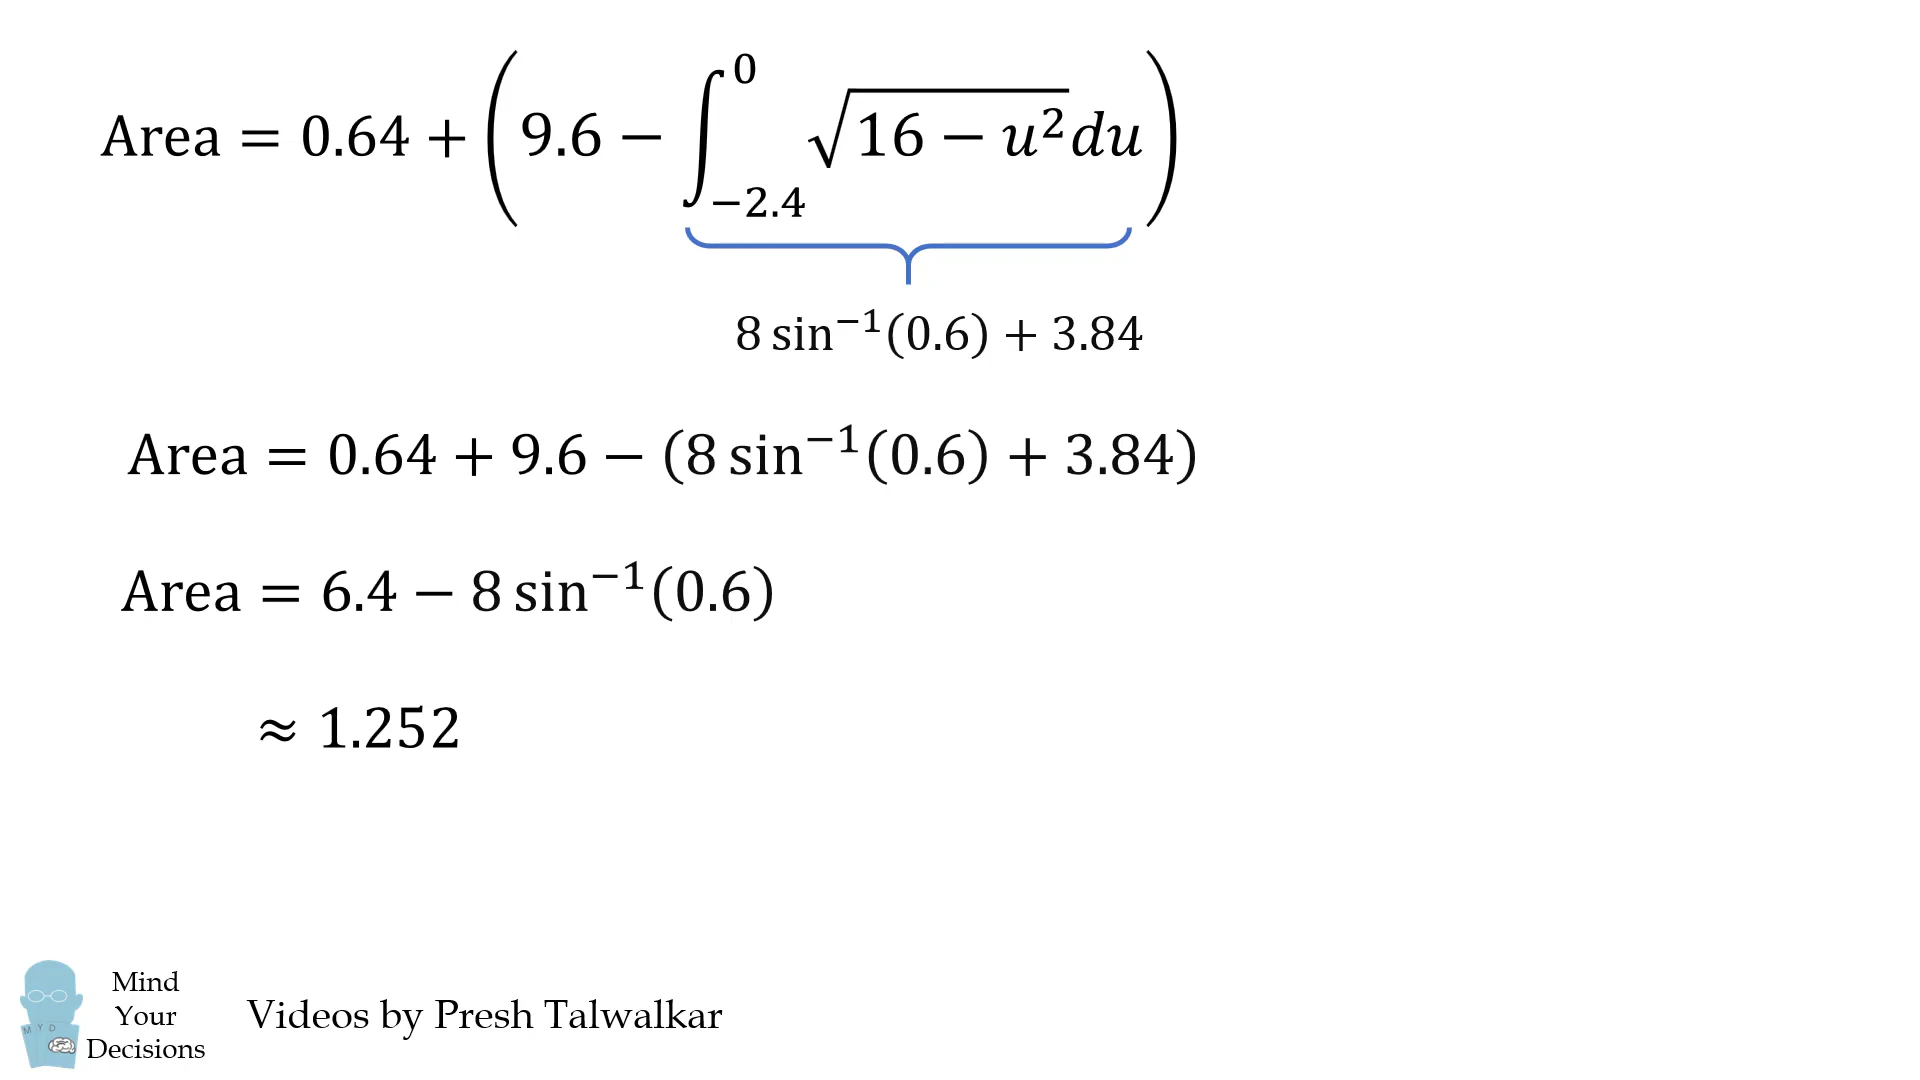 Area = 0.64 + (9.6 − ∫_{−2.4}^{0} √(16 − u²) du)
8 sin⁻¹(0.6) + 3.84
Area = 0.64 + 9.6 − (8 sin⁻¹(0.6) + 3.84)
Area = 6.4 − 8 sin⁻¹(0.6)
≈ 1.252
M Y D
Mind
Your
Decisions
Videos by Presh Talwalkar